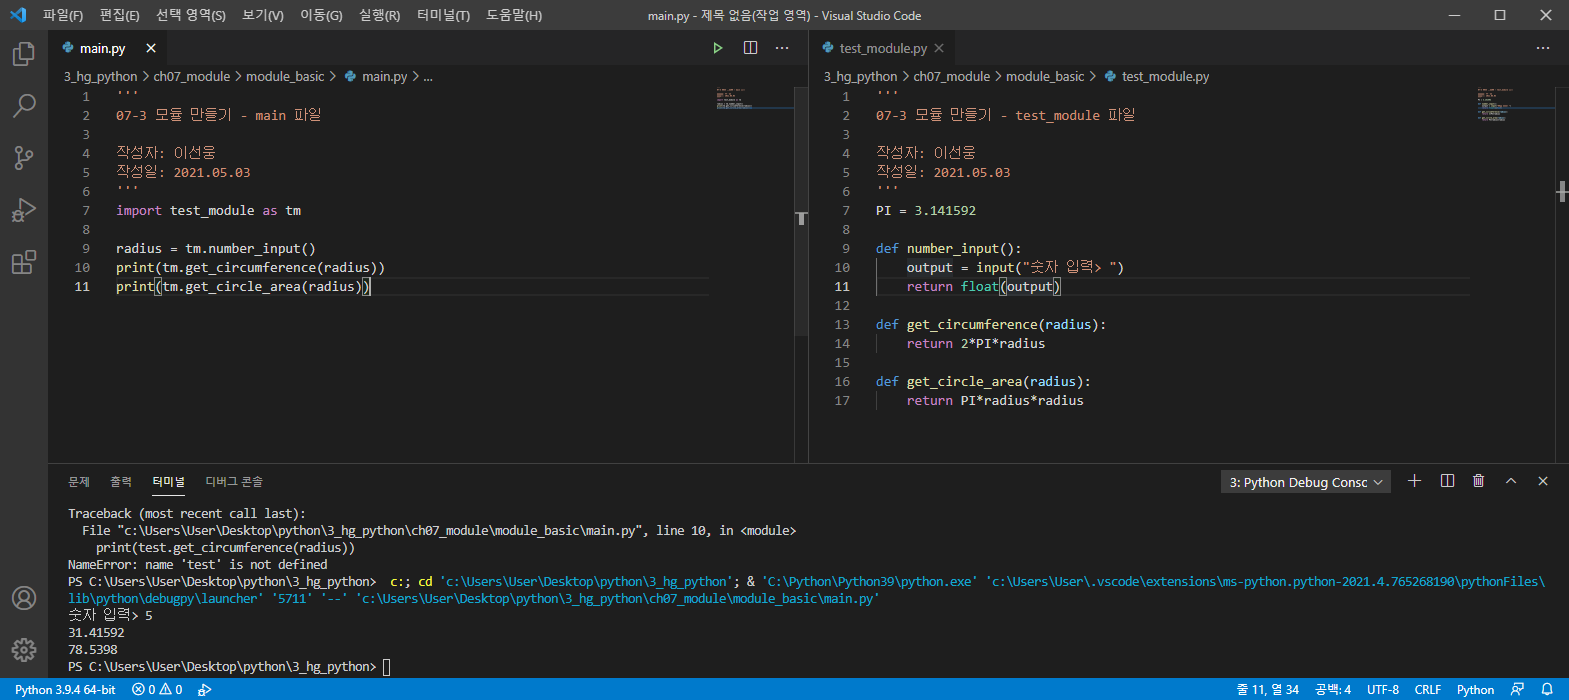 파일(F) 편집(E) 선택 영역(S) 보기(V) 이동(G) 실행(R) 터미널(T) 도움말(H) main.py - 제목 없음(작업 영역) - Visual Studio Code
main.py
3_hg_python > ch07_module > module_basic > main.py > ...
1 '''
2 07-3 모듈 만들기 - main 파일
3
4 작성자: 이선웅
5 작성일: 2021.05.03
6 '''
7 import test_module as tm
8
9 radius = tm.number_input()
10 print(tm.get_circumference(radius))
11 print(tm.get_circle_area(radius))
test_module.py
3_hg_python > ch07_module > module_basic > test_module.py
1 '''
2 07-3 모듈 만들기 - test_module 파일
3
4 작성자: 이선웅
5 작성일: 2021.05.03
6 '''
7 PI = 3.141592
8
9 def number_input():
10 output = input("숫자 입력> ")
11 return float(output)
12
13 def get_circumference(radius):
14 return 2*PI*radius
15
16 def get_circle_area(radius):
17 return PI*radius*radius
문제 출력 터미널 디버그 콘솔 3: Python Debug Consc
Traceback (most recent call last):
File "c:\Users\User\Desktop\python\3_hg_python\ch07_module\module_basic\main.py", line 10, in <module>
print(test.get_circumference(radius))
NameError: name 'test' is not defined
PS C:\Users\User\Desktop\python\3_hg_python> c:; cd 'c:\Users\User\Desktop\python\3_hg_python'; & 'C:\Python\Python39\python.exe' 'c:\Users\User\.vscode\extensions\ms-python.python-2021.4.765268190\pythonFiles\
lib\python\debugpy\launcher' '5711' '--' 'c:\Users\User\Desktop\python\3_hg_python\ch07_module\module_basic\main.py'
숫자 입력> 5
31.41592
78.5398
PS C:\Users\User\Desktop\python\3_hg_python>
Python 3.9.4 64-bit 0 0 줄 11, 열 34 공백: 4 UTF-8 CRLF Python